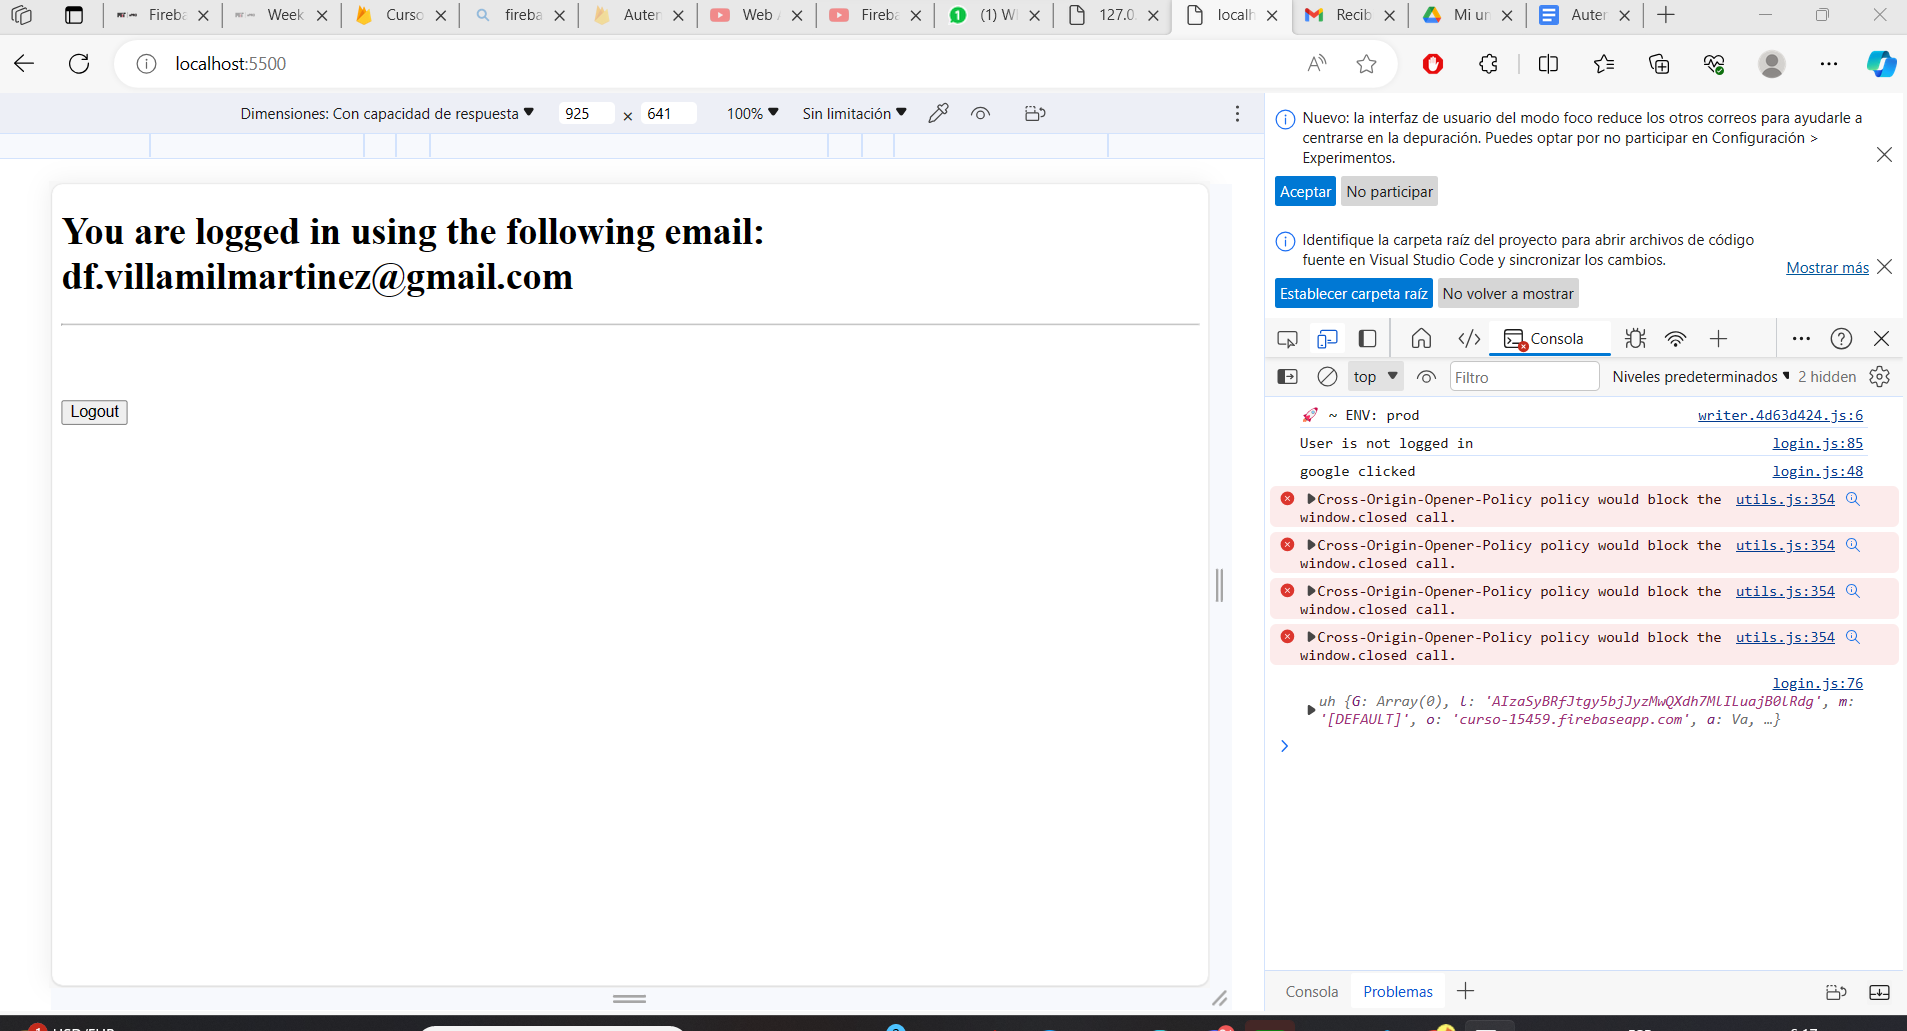 Fireba
Week
Curso
fireba
Auten
Web A
Fireba
(1) W
127.0.
localh
Recib
Mi un
Auten
localhost:5500
Dimensiones: Con capacidad de respuesta
925 × 641
100%
Sin limitación
You are logged in using the following email:
df.villamilmartinez@gmail.com
Logout
Nuevo: la interfaz de usuario del modo foco reduce los otros correos para ayudarle a
centrarse en la depuración. Puedes optar por no participar en Configuración >
Experimentos.
Aceptar
No participar
Identifique la carpeta raíz del proyecto para abrir archivos de código
fuente en Visual Studio Code y sincronizar los cambios.
Mostrar más
Establecer carpeta raíz
No volver a mostrar
Consola
top
Filtro
Niveles predeterminados
2 hidden
🚀 ~ ENV: prod writer.4d63d424.js:6
User is not logged in login.js:85
google clicked login.js:48
Cross-Origin-Opener-Policy policy would block the utils.js:354
window.closed call.
Cross-Origin-Opener-Policy policy would block the utils.js:354
window.closed call.
Cross-Origin-Opener-Policy policy would block the utils.js:354
window.closed call.
Cross-Origin-Opener-Policy policy would block the utils.js:354
window.closed call.
login.js:76
uh {G: Array(0), l: 'AIzaSyBRfJtgy5bjJyzMwQXdh7MlILuajB0lRdg', m:
'[DEFAULT]', o: 'curso-15459.firebaseapp.com', a: Va, …}
Consola
Problemas